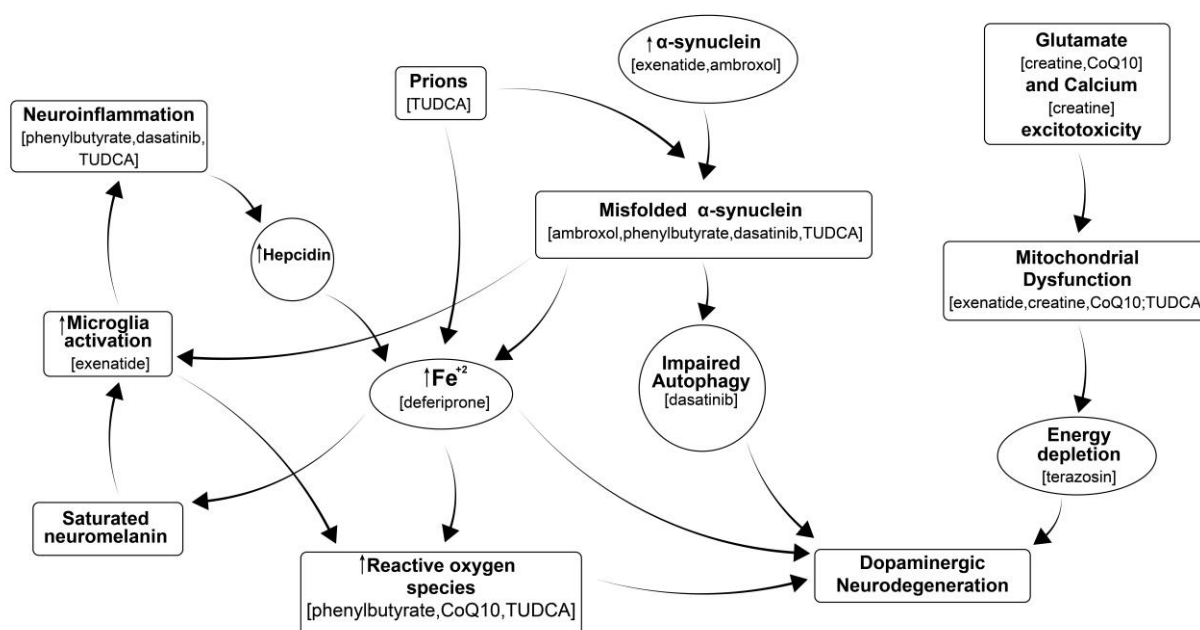 ↑α-synuclein
[exenatide,ambroxol]
Glutamate
[creatine,CoQ10]
and Calcium
[creatine]
excitotoxicity
Prions
[TUDCA]
Neuroinflammation
[phenylbutyrate,dasatinib,
TUDCA]
Misfolded α-synuclein
[ambroxol,phenylbutyrate,dasatinib,TUDCA]
↑Hepcidin
Mitochondrial
Dysfunction
[exenatide,creatine,CoQ10;TUDCA
↑Microglia
activation
[exenatide]
↑Fe+2
[deferiprone]
Impaired
Autophagy
[dasatinib]
Energy
depletion
[terazosin]
Saturated
neuromelanin
↑Reactive oxygen
species
[phenylbutyrate,CoQ10,TUDCA]
Dopaminergic
Neurodegeneration